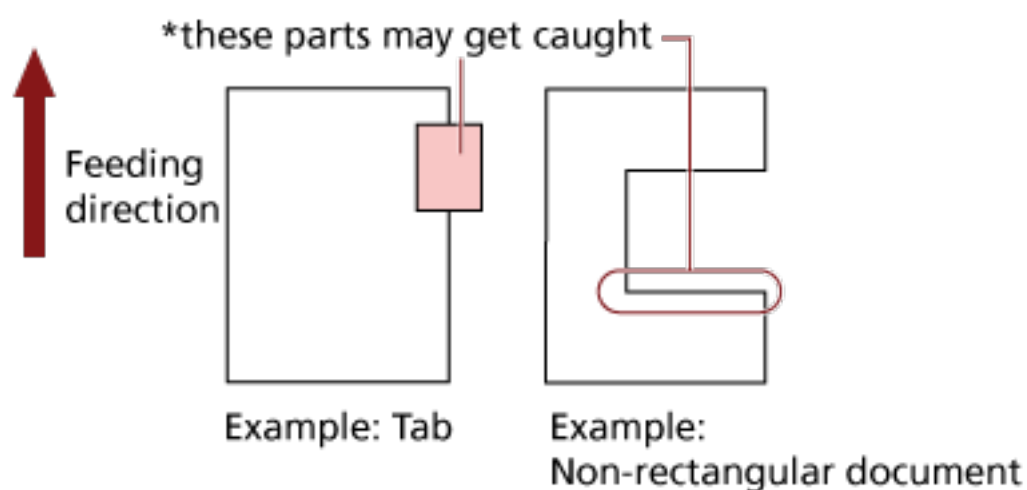 *these parts may get caught
Feeding
direction
Example: Tab
Example:
Non-rectangular document